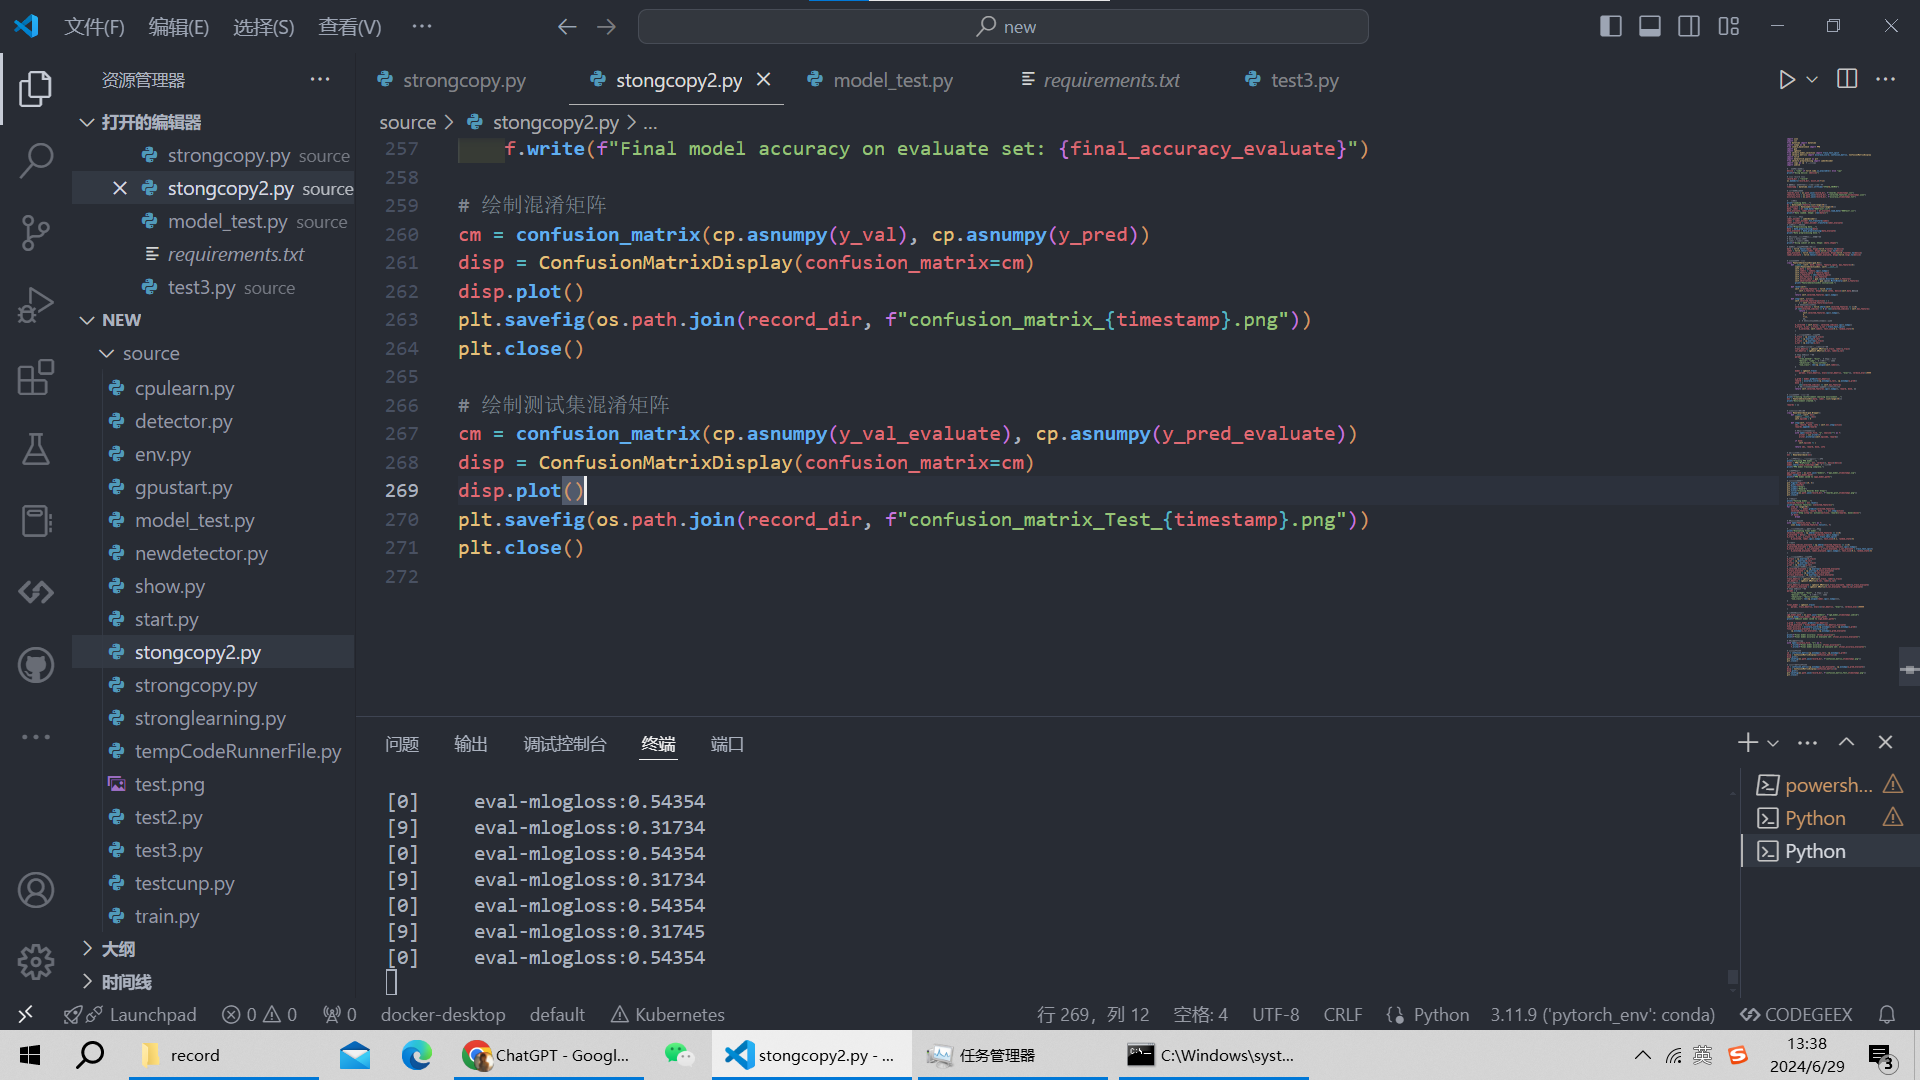 文件(F) 编辑(E) 选择(S) 查看(V) ··· new
资源管理器 ···
打开的编辑器
strongcopy.py source
stongcopy2.py source
model_test.py source
requirements.txt
test3.py source
NEW
source
cpulearn.py
detector.py
env.py
gpustart.py
model_test.py
newdetector.py
show.py
start.py
stongcopy2.py
strongcopy.py
stronglearning.py
tempCodeRunnerFile.py
test.png
test2.py
test3.py
testcunp.py
train.py
大纲
时间线
strongcopy.py stongcopy2.py model_test.py requirements.txt test3.py
source > stongcopy2.py > ...
257 f.write(f"Final model accuracy on evaluate set: {final_accuracy_evaluate}")
258
259 # 绘制混淆矩阵
260 cm = confusion_matrix(cp.asnumpy(y_val), cp.asnumpy(y_pred))
261 disp = ConfusionMatrixDisplay(confusion_matrix=cm)
262 disp.plot()
263 plt.savefig(os.path.join(record_dir, f"confusion_matrix_{timestamp}.png"))
264 plt.close()
265
266 # 绘制测试集混淆矩阵
267 cm = confusion_matrix(cp.asnumpy(y_val_evaluate), cp.asnumpy(y_pred_evaluate))
268 disp = ConfusionMatrixDisplay(confusion_matrix=cm)
269 disp.plot()
270 plt.savefig(os.path.join(record_dir, f"confusion_matrix_Test_{timestamp}.png"))
271 plt.close()
272
问题 输出 调试控制台 终端 端口
[0] eval-mlogloss:0.54354
[9] eval-mlogloss:0.31734
[0] eval-mlogloss:0.54354
[9] eval-mlogloss:0.31734
[0] eval-mlogloss:0.54354
[9] eval-mlogloss:0.31745
[0] eval-mlogloss:0.54354
powersh...
Python
Python
Launchpad 0 0 0 docker-desktop default Kubernetes 行 269，列 12 空格: 4 UTF-8 CRLF Python 3.11.9 ('pytorch_env': conda) CODEGEEX
record ChatGPT - Googl... stongcopy2.py - ... 任务管理器 C:\Windows\syst... 英 13:38
2024/6/29 3